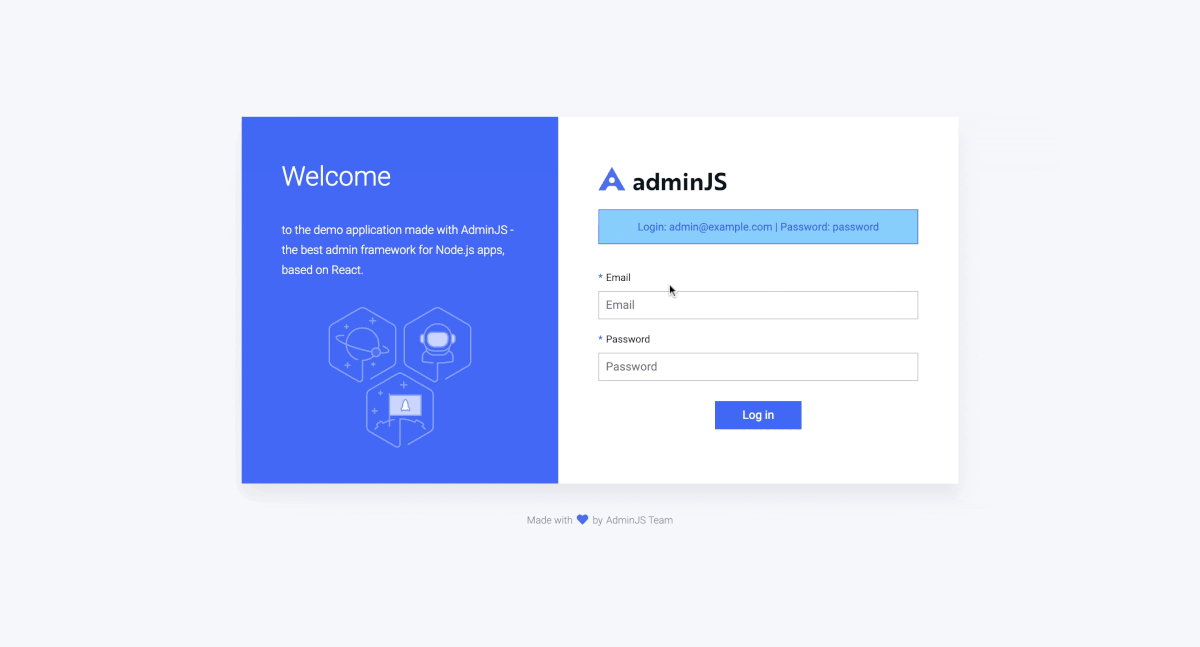 Welcome
to the demo application made with AdminJS -
the best admin framework for Node.js apps,
based on React.
adminJS
Login: admin@example.com | Password: password
* Email
Email
* Password
Password
Log in
Made with 💙 by AdminJS Team